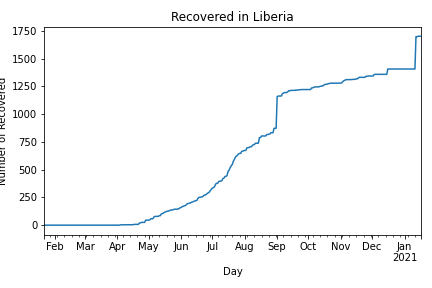 Recovered in Liberia
Number of Recovered
1750
1500
1250
1000
750
500
250
0
Feb Mar Apr May Jun Jul Aug Sep Oct Nov Dec Jan
2021
Day